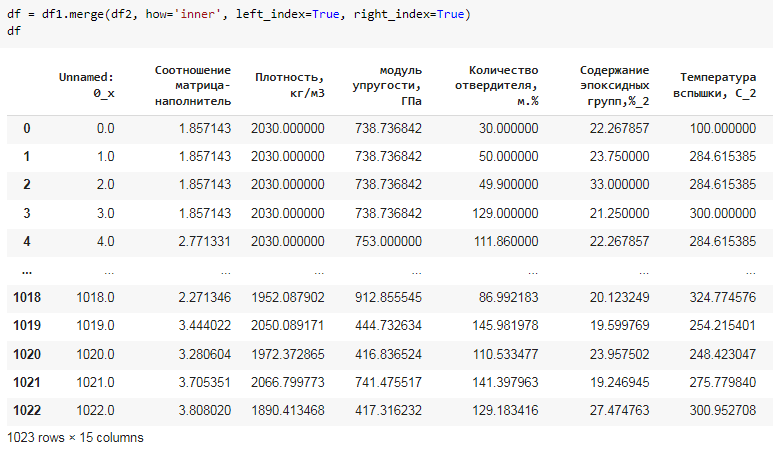 df = df1.merge(df2, how='inner', left_index=True, right_index=True)
df
Unnamed: 0_x Соотношение матрица-наполнитель Плотность, кг/м3 модуль упругости, ГПа Количество отвердителя, м.% Содержание эпоксидных групп,%_2 Температура вспышки, С_2
0 0.0 1.857143 2030.000000 738.736842 30.000000 22.267857 100.000000
1 1.0 1.857143 2030.000000 738.736842 50.000000 23.750000 284.615385
2 2.0 1.857143 2030.000000 738.736842 49.900000 33.000000 284.615385
3 3.0 1.857143 2030.000000 738.736842 129.000000 21.250000 300.000000
4 4.0 2.771331 2030.000000 753.000000 111.860000 22.267857 284.615385
... ... ... ... ... ... ... ...
1018 1018.0 2.271346 1952.087902 912.855545 86.992183 20.123249 324.774576
1019 1019.0 3.444022 2050.089171 444.732634 145.981978 19.599769 254.215401
1020 1020.0 3.280604 1972.372865 416.836524 110.533477 23.957502 248.423047
1021 1021.0 3.705351 2066.799773 741.475517 141.397963 19.246945 275.779840
1022 1022.0 3.808020 1890.413468 417.316232 129.183416 27.474763 300.952708
1023 rows × 15 columns